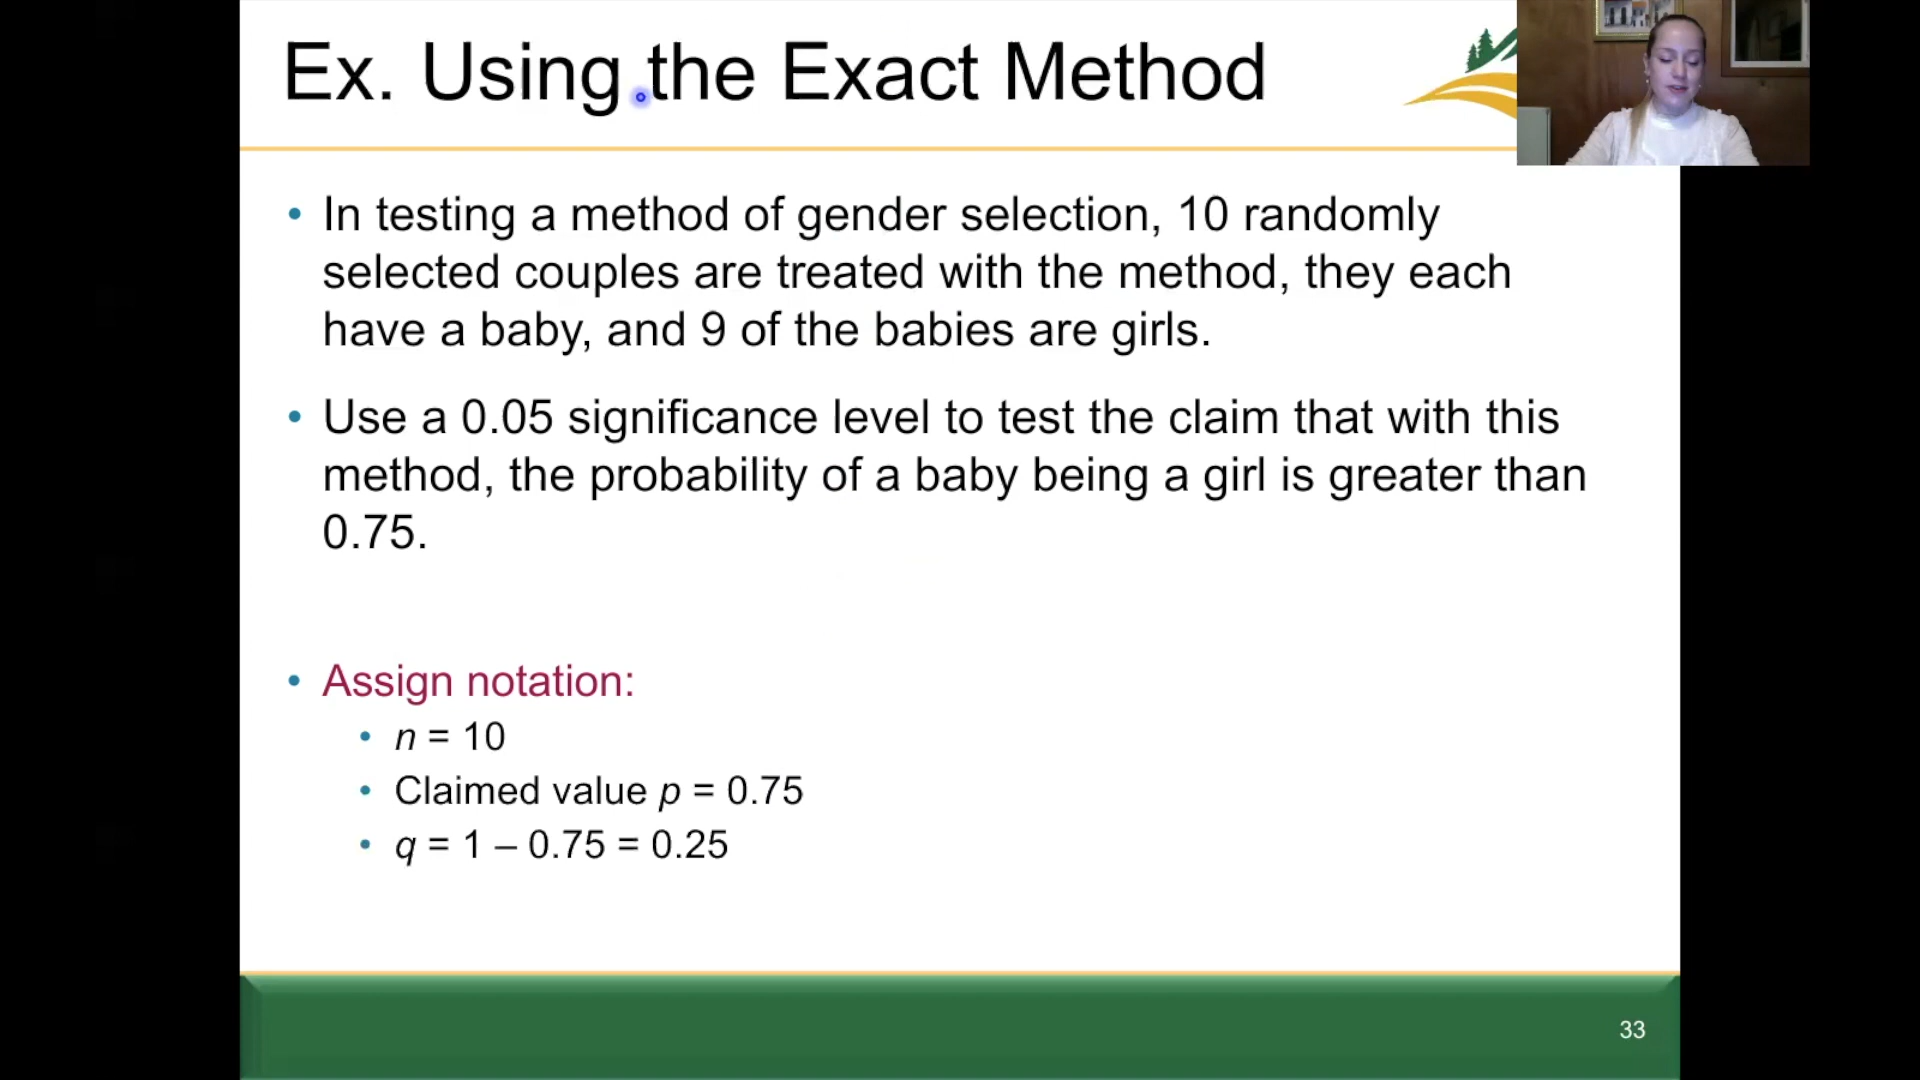 Ex. Using the Exact Method
• In testing a method of gender selection, 10 randomly
selected couples are treated with the method, they each
have a baby, and 9 of the babies are girls.
• Use a 0.05 significance level to test the claim that with this
method, the probability of a baby being a girl is greater than
0.75.
• Assign notation:
• n = 10
• Claimed value p = 0.75
• q = 1 – 0.75 = 0.25
33